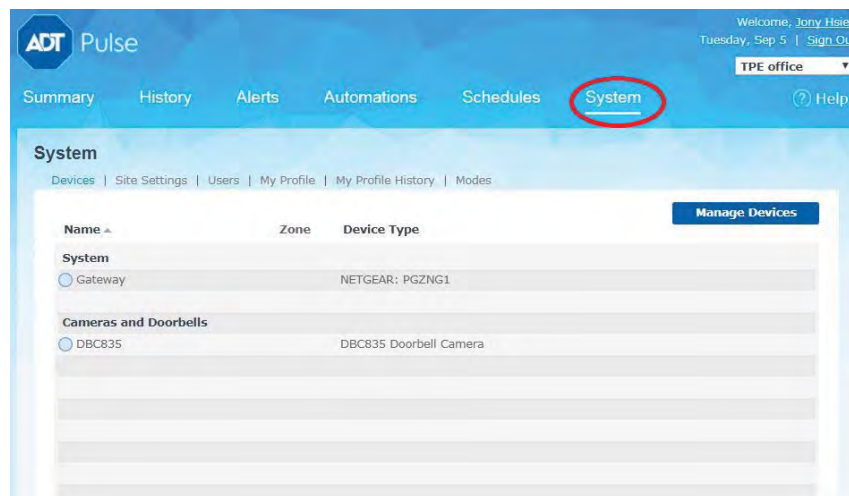 Welcome, Jony Hsie
ADT Pulse
Tuesday, Sep 5 | Sign Ou
TPE office
Summary History Alerts Automations Schedules System Help
System
Devices | Site Settings | Users | My Profile | My Profile History | Modes
Manage Devices
Name Zone Device Type
System
Gateway NETGEAR: PGZNG1
Cameras and Doorbells
DBC835 DBC835 Doorbell Camera